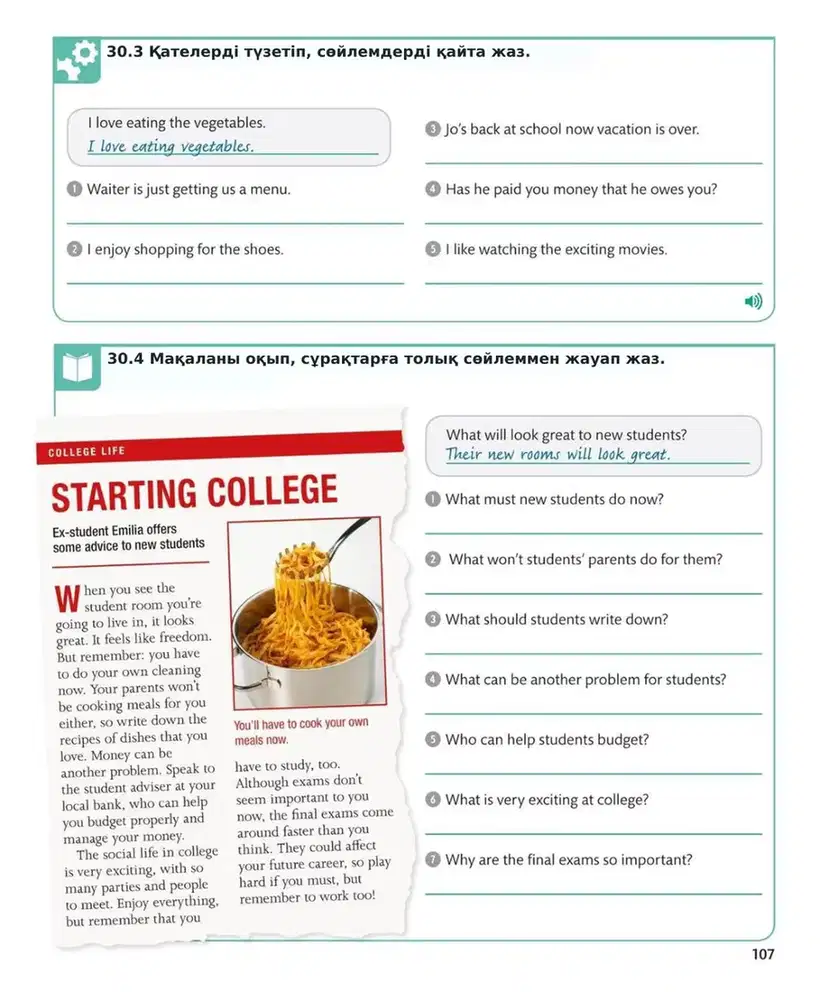 30.3 Қателерді түзетіп, сөйлемдерді қайта жаз.
I love eating the vegetables.
I love eating vegetables.
1 Waiter is just getting us a menu.
2 I enjoy shopping for the shoes.
3 Jo's back at school now vacation is over.
4 Has he paid you money that he owes you?
5 I like watching the exciting movies.
30.4 Мақаланы оқып, сұрақтарға толық сөйлеммен жауап жаз.
COLLEGE LIFE
STARTING COLLEGE
Ex-student Emilia offers
some advice to new students
When you see the
student room you're
going to live in, it looks
great. It feels like freedom.
But remember: you have
to do your own cleaning
now. Your parents won't
be cooking meals for you
either, so write down the
recipes of dishes that you
love. Money can be
another problem. Speak to
the student adviser at your
local bank, who can help
you budget properly and
manage your money.
The social life in college
is very exciting, with so
many parties and people
to meet. Enjoy everything,
but remember that you
You'll have to cook your own
meals now.
have to study, too.
Although exams don't
seem important to you
now, the final exams come
around faster than you
think. They could affect
your future career, so play
hard if you must, but
remember to work too!
What will look great to new students?
Their new rooms will look great.
1 What must new students do now?
2 What won't students' parents do for them?
3 What should students write down?
4 What can be another problem for students?
5 Who can help students budget?
6 What is very exciting at college?
7 Why are the final exams so important?
107